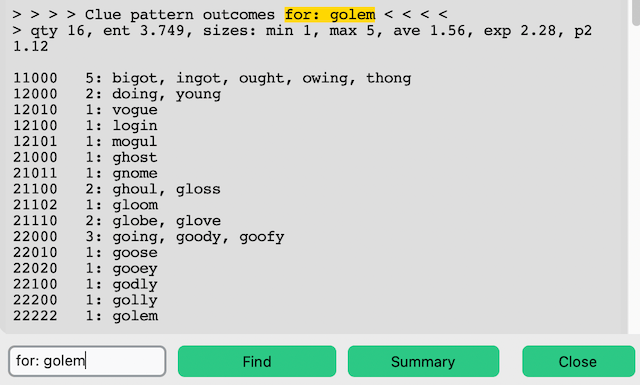 > > > > Clue pattern outcomes for: golem < < < <
> qty 16, ent 3.749, sizes: min 1, max 5, ave 1.56, exp 2.28, p2
1.12
11000   5: bigot, ingot, ought, owing, thong
12000   2: doing, young
12010   1: vogue
12100   1: login
12101   1: mogul
21000   1: ghost
21011   1: gnome
21100   2: ghoul, gloss
21102   1: gloom
21110   2: globe, glove
22000   3: going, goody, goofy
22010   1: goose
22020   1: gooey
22100   1: godly
22200   1: golly
22222   1: golem
for: golem Find Summary Close